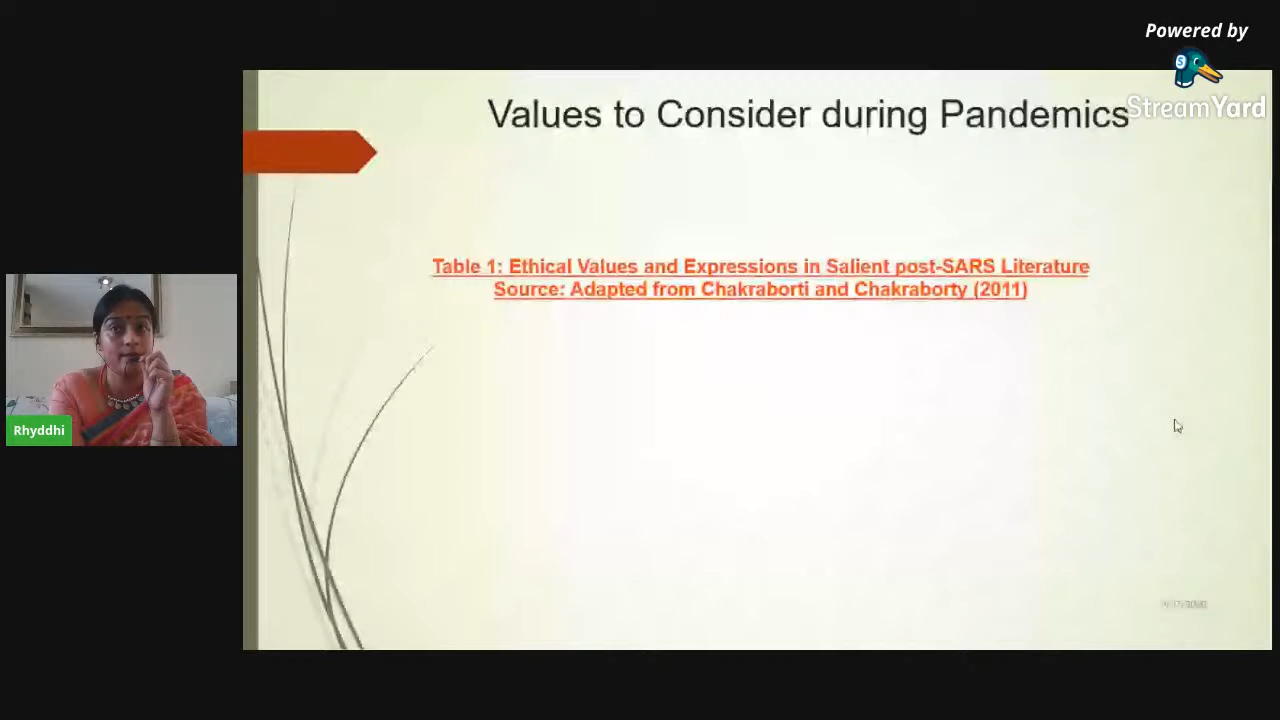 Powered by
StreamYard
Values to Consider during Pandemics
Table 1: Ethical Values and Expressions in Salient post-SARS Literature
Source: Adapted from Chakraborti and Chakraborty (2011)
Rhyddhi